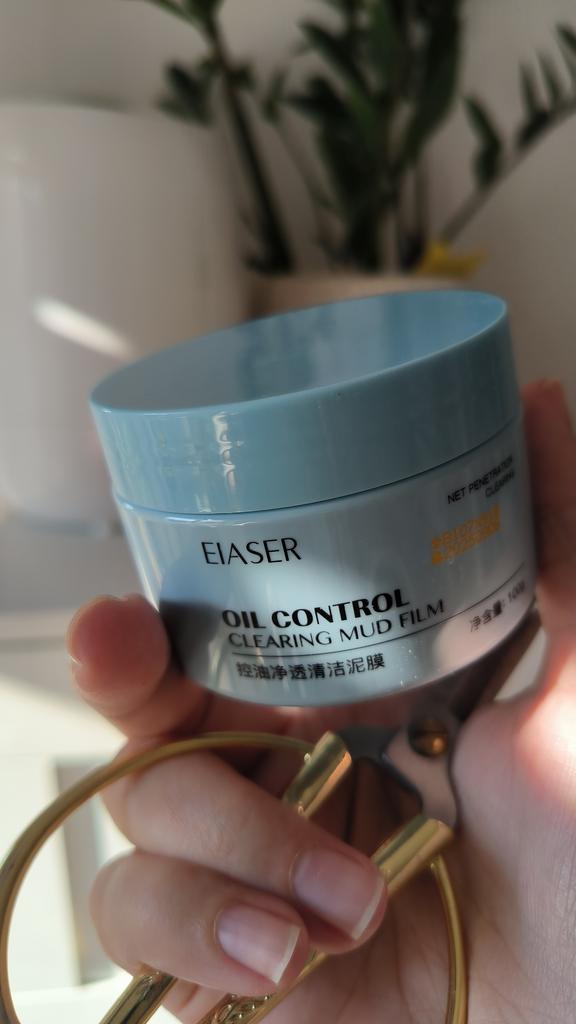 NET PENETRATION
CLEARING
EIASER
OIL CONTROL
CLEARING MUD FILM
控油净透清洁泥膜
净含量: 100g